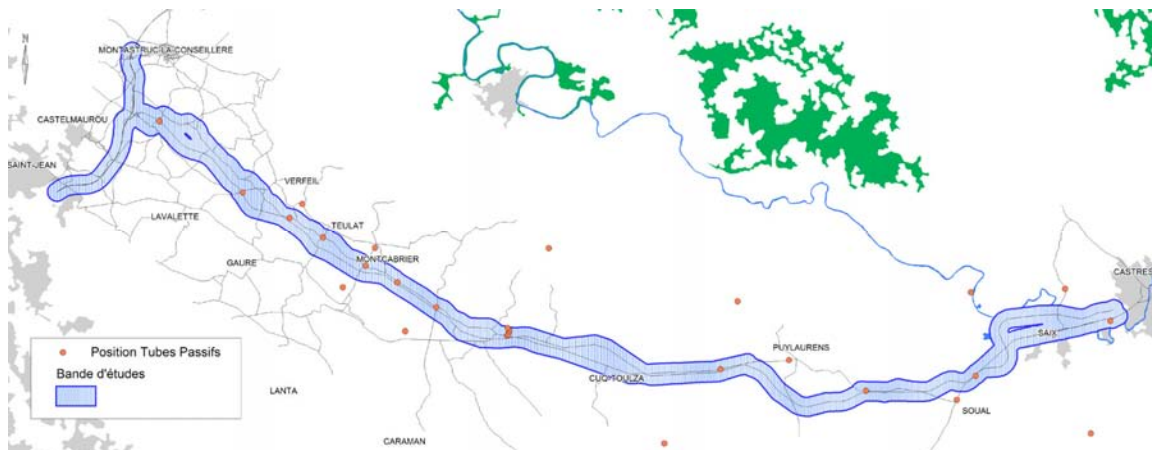 N
MONTASTRUC-LA-CONSEILLERE
CASTELMAUROU
SAINT-JEAN
VERFEIL
LAVALETTE
TEULAT
GAURE
MONTCABRIER
CASTRES
SAIX
PUYLAURENS
CUQ-TOULZA
LANTA
SOUAL
CARAMAN
Position Tubes Passifs
Bande d'études